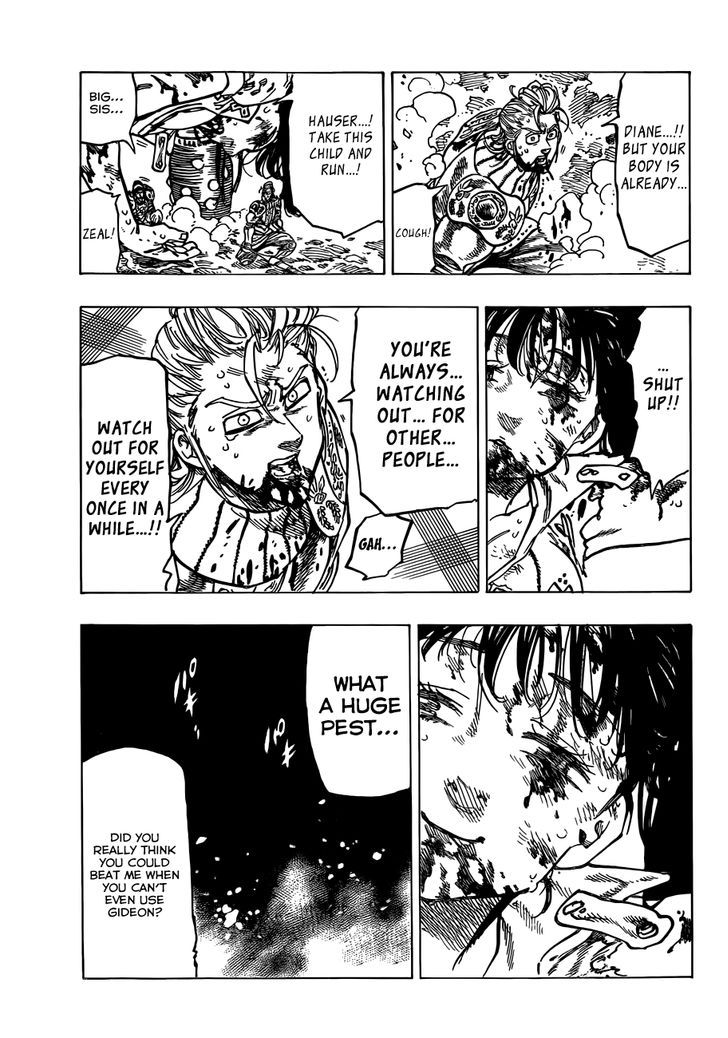 DIANE...!!
BUT YOUR
BODY IS
ALREADY...
COUGH!
HAUSER...!
TAKE THIS
CHILD AND
RUN...!
BIG...
SIS...
ZEAL!
...
SHUT
UP!!
YOU'RE
ALWAYS...
WATCHING
OUT... FOR
OTHER...
PEOPLE...
GAH...
WATCH
OUT FOR
YOURSELF
EVERY
ONCE IN A
WHILE...!!
WHAT
A HUGE
PEST...
DID YOU
REALLY THINK
YOU COULD
BEAT ME WHEN
YOU CAN'T
EVEN USE
GIDEON?